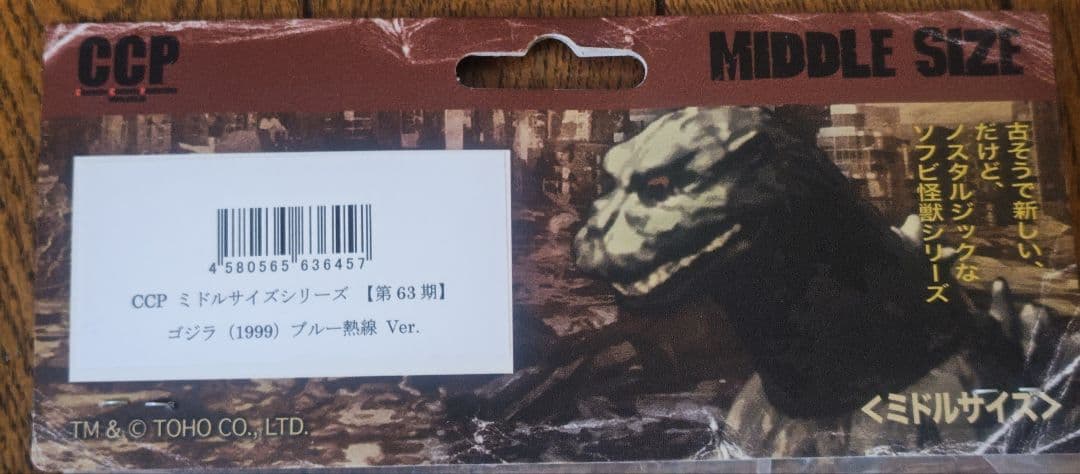 CCP
MIDDLE SIZE
古そうで新しい、
だけど、
ノスタルジックな
ソフビ怪獣シリーズ
4 580565 636457
CCP ミドルサイズシリーズ 【第 63 期】
ゴジラ（1999）ブルー熱線 Ver.
＜ミドルサイズ＞
TM & © TOHO CO., LTD.